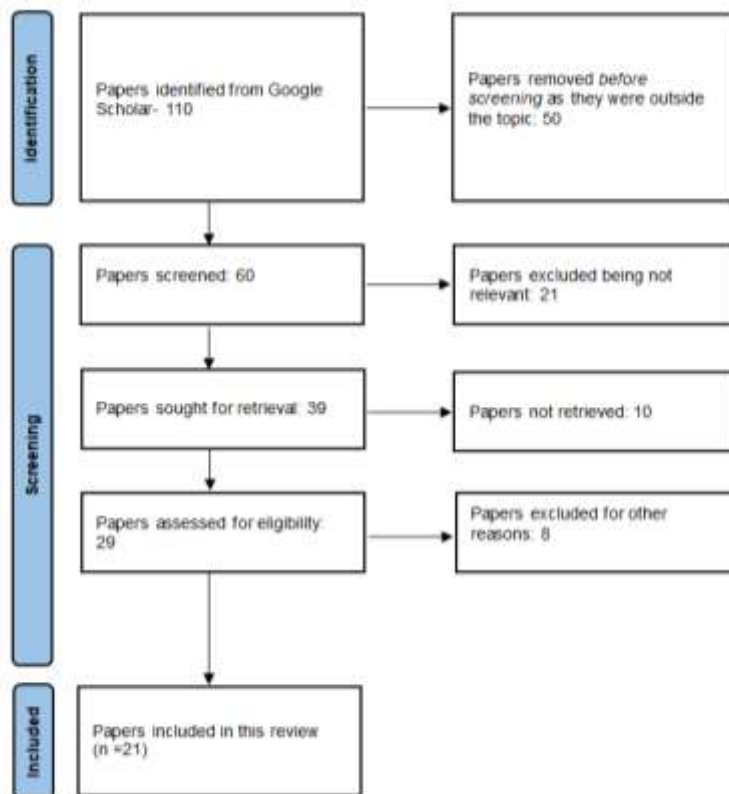 Identification
Papers identified from Google
Scholar- 110
Papers removed before
screening as they were outside
the topic: 50
Screening
Papers screened: 60
Papers excluded being not
relevant: 21
Papers sought for retrieval: 39
Papers not retrieved: 10
Papers assessed for eligibility:
29
Papers excluded for other
reasons: 8
Included
Papers included in this review
(n =21)